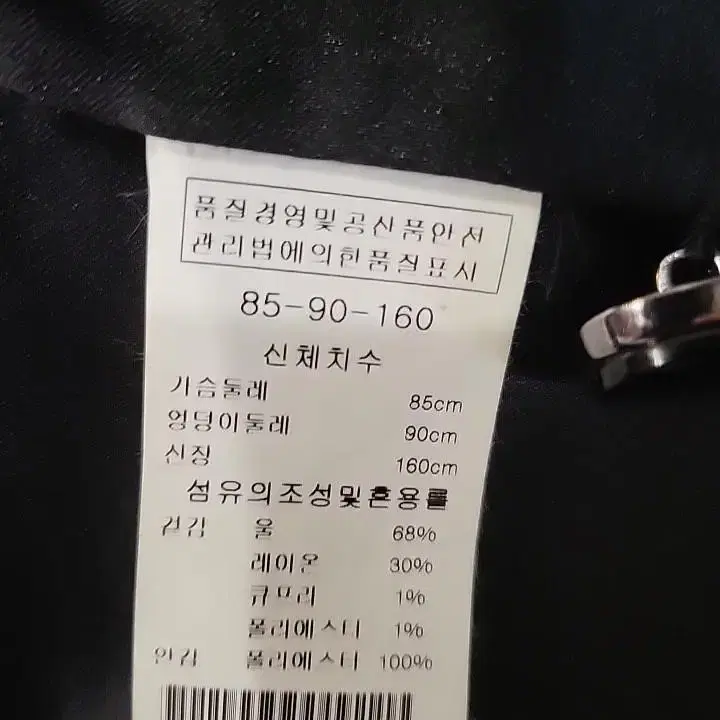 품질경영및공산품안전
관리법에의한품질표시
85-90-160
신체치수
가슴둘레 85cm
엉덩이둘레 90cm
신장 160cm
섬유의조성및혼용률
겉감 울 68%
레이온 30%
큐프라 1%
폴리에스터 1%
안감 폴리에스터 100%